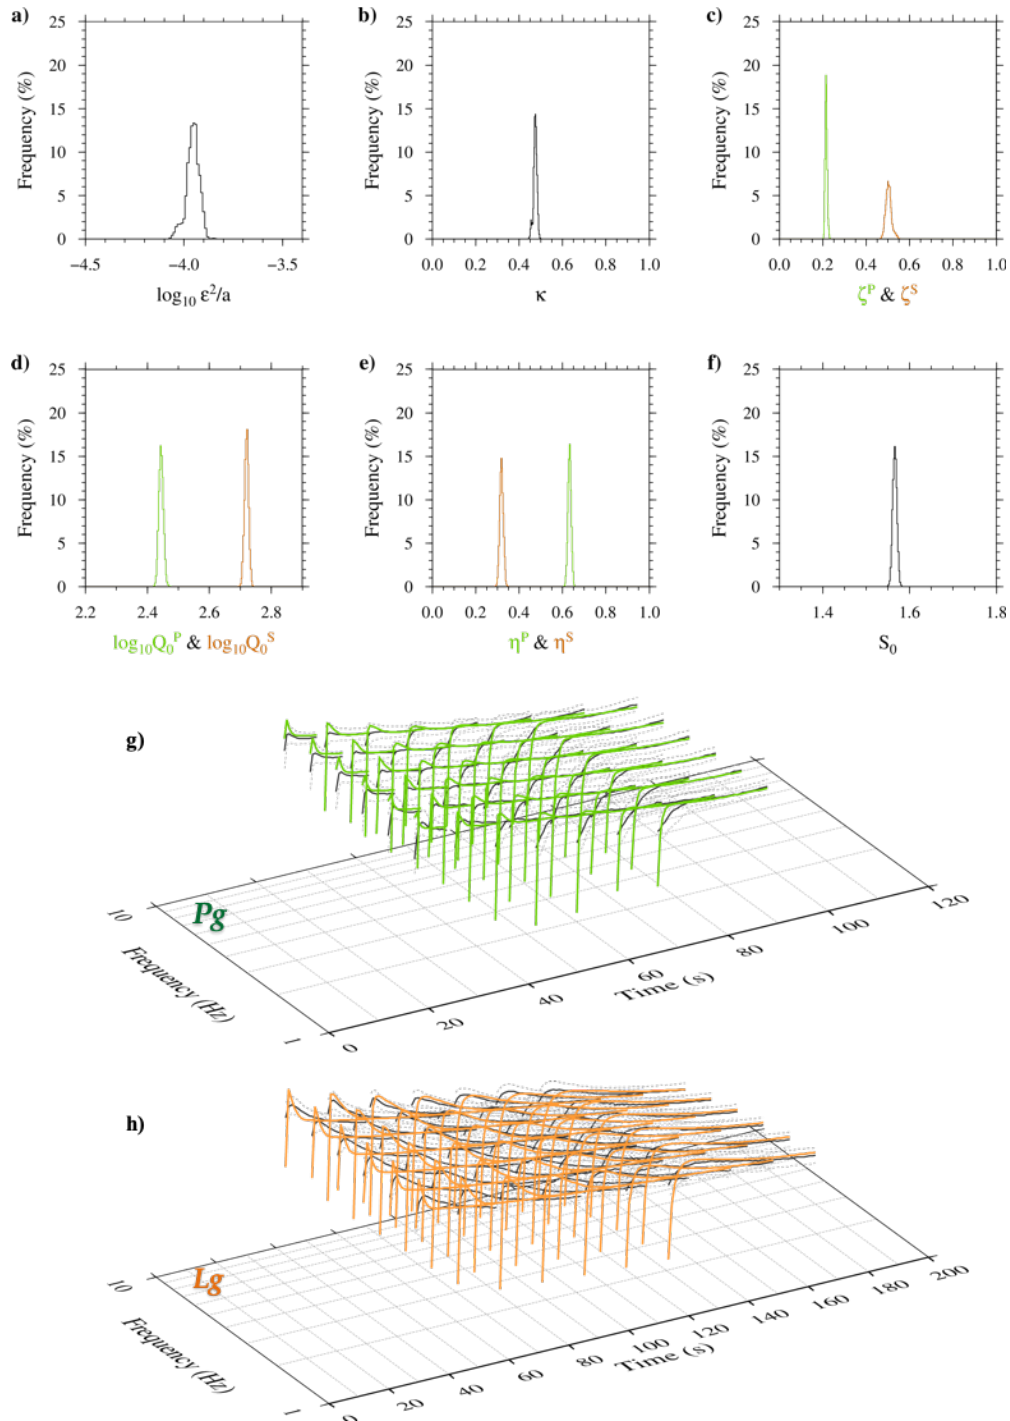 a)
25
20
15
10
5
0
Frequency (%)
−4.5 −4.0 −3.5
log₁₀ ε²/a
b)
25
20
15
10
5
0
Frequency (%)
0.0 0.2 0.4 0.6 0.8 1.0
κ
c)
25
20
15
10
5
0
Frequency (%)
0.0 0.2 0.4 0.6 0.8 1.0
ζᴾ & ζˢ
d)
25
20
15
10
5
0
Frequency (%)
2.2 2.4 2.6 2.8
log₁₀Q₀ᴾ & log₁₀Q₀ˢ
e)
25
20
15
10
5
0
Frequency (%)
0.0 0.2 0.4 0.6 0.8 1.0
ηᴾ & ηˢ
f)
25
20
15
10
5
0
Frequency (%)
1.4 1.6 1.8
S₀
g)
10
Pg
Frequency (Hz)
1
0 20 40 60 80 100 120
Time (s)
h)
10
Lg
Frequency (Hz)
1
0 20 40 60 80 100 120 140 160 180 200
Time (s)